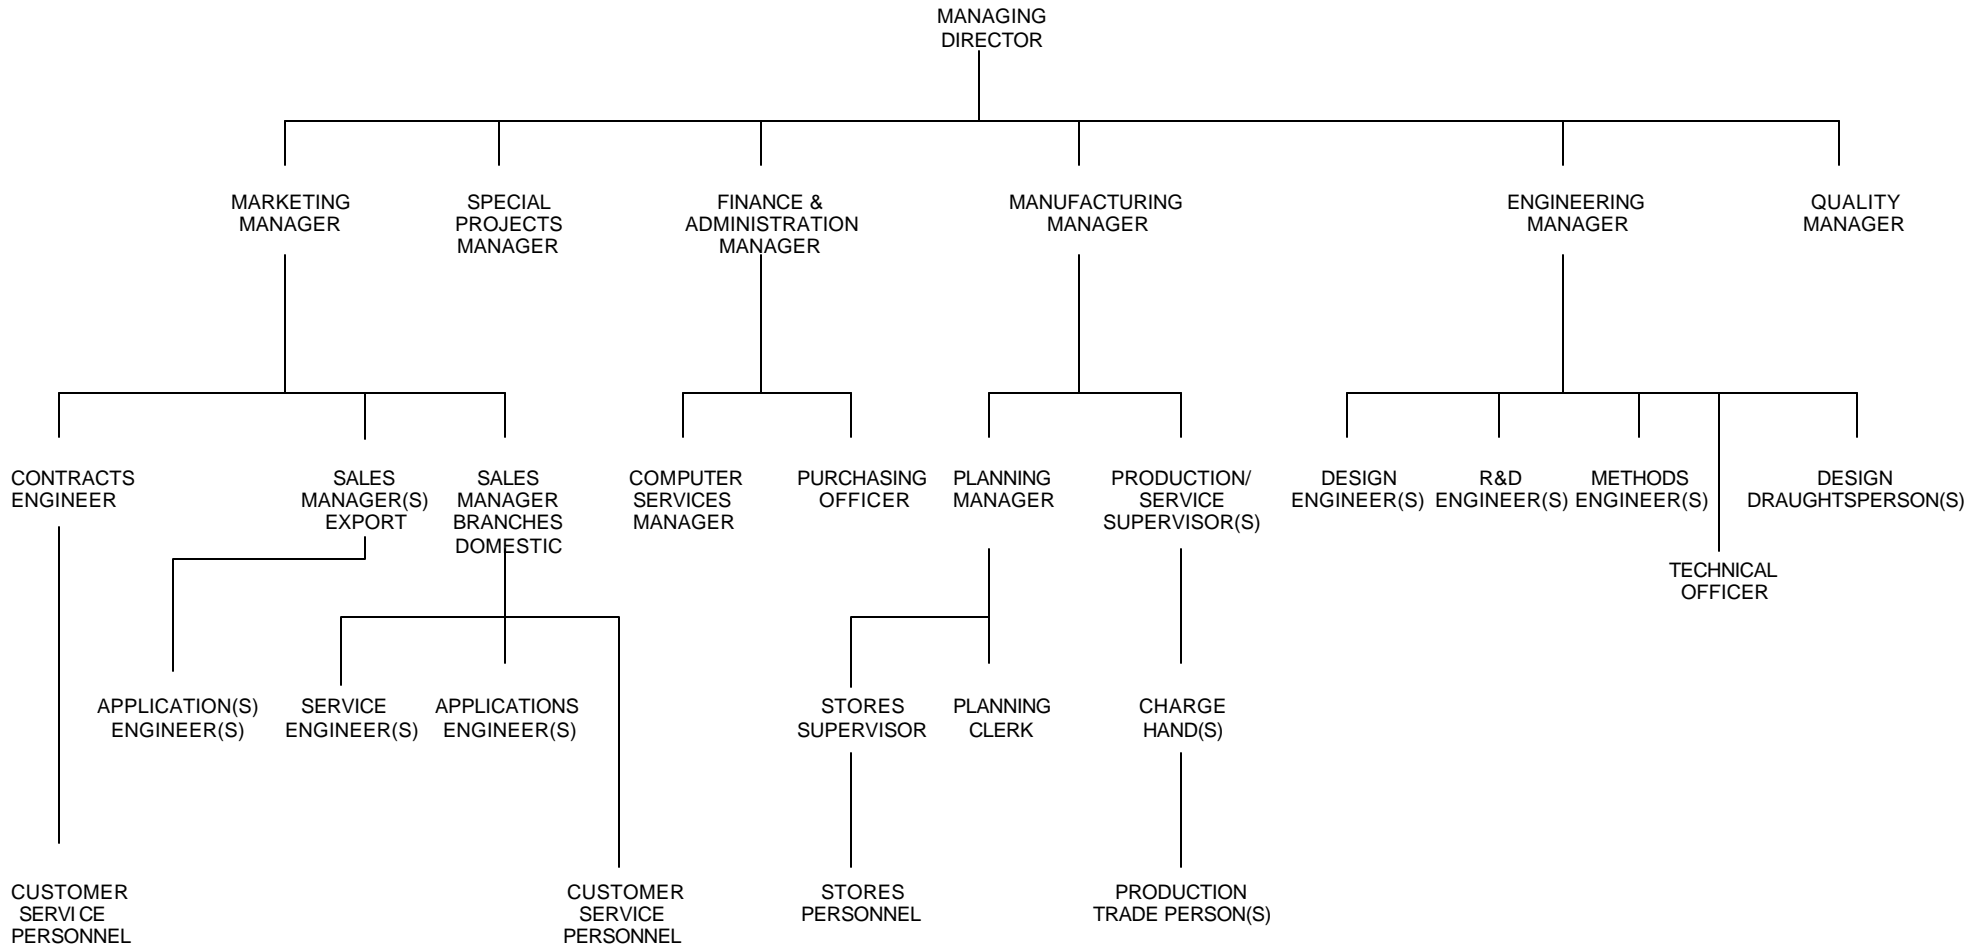 MANAGING
DIRECTOR
MARKETING
MANAGER
SPECIAL
PROJECTS
MANAGER
FINANCE &
ADMINISTRATION
MANAGER
MANUFACTURING
MANAGER
ENGINEERING
MANAGER
QUALITY
MANAGER
CONTRACTS
ENGINEER
SALES
MANAGER(S)
EXPORT
SALES
MANAGER
BRANCHES
DOMESTIC
COMPUTER
SERVICES
MANAGER
PURCHASING
OFFICER
PLANNING
MANAGER
PRODUCTION/
SERVICE
SUPERVISOR(S)
DESIGN
ENGINEER(S)
R&D
ENGINEER(S)
METHODS
ENGINEER(S)
DESIGN
DRAUGHTSPERSON(S)
TECHNICAL
OFFICER
APPLICATION(S)
ENGINEER(S)
SERVICE
ENGINEER(S)
APPLICATIONS
ENGINEER(S)
STORES
SUPERVISOR
PLANNING
CLERK
CHARGE
HAND(S)
CUSTOMER
SERVICE
PERSONNEL
CUSTOMER
SERVICE
PERSONNEL
STORES
PERSONNEL
PRODUCTION
TRADE PERSON(S)